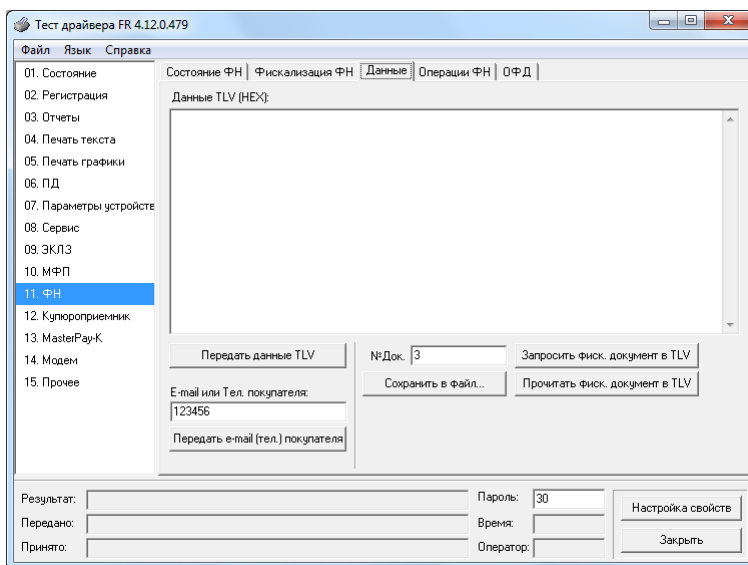 Тест драйвера FR 4.12.0.479
Файл Язык Справка
01. Состояние
02. Регистрация
03. Отчеты
04. Печать текста
05. Печать графики
06. ПД
07. Параметры устройств
08. Сервис
09. ЭКЛЗ
10. МФП
11. ФН
12. Купюроприемник
13. MasterPay-K
14. Модем
15. Прочее
Состояние ФН Фискализация ФН Данные Операции ФН ОФД
Данные TLV (HEX):
Передать данные TLV
№Док. 3
Запросить фиск. документ в TLV
Сохранить в файл...
Прочитать фиск. документ в TLV
E-mail или Тел. покупателя:
123456
Передать e-mail (тел.) покупателя
Результат:
Передано:
Принято:
Пароль: 30
Время:
Оператор:
Настройка свойств
Закрыть